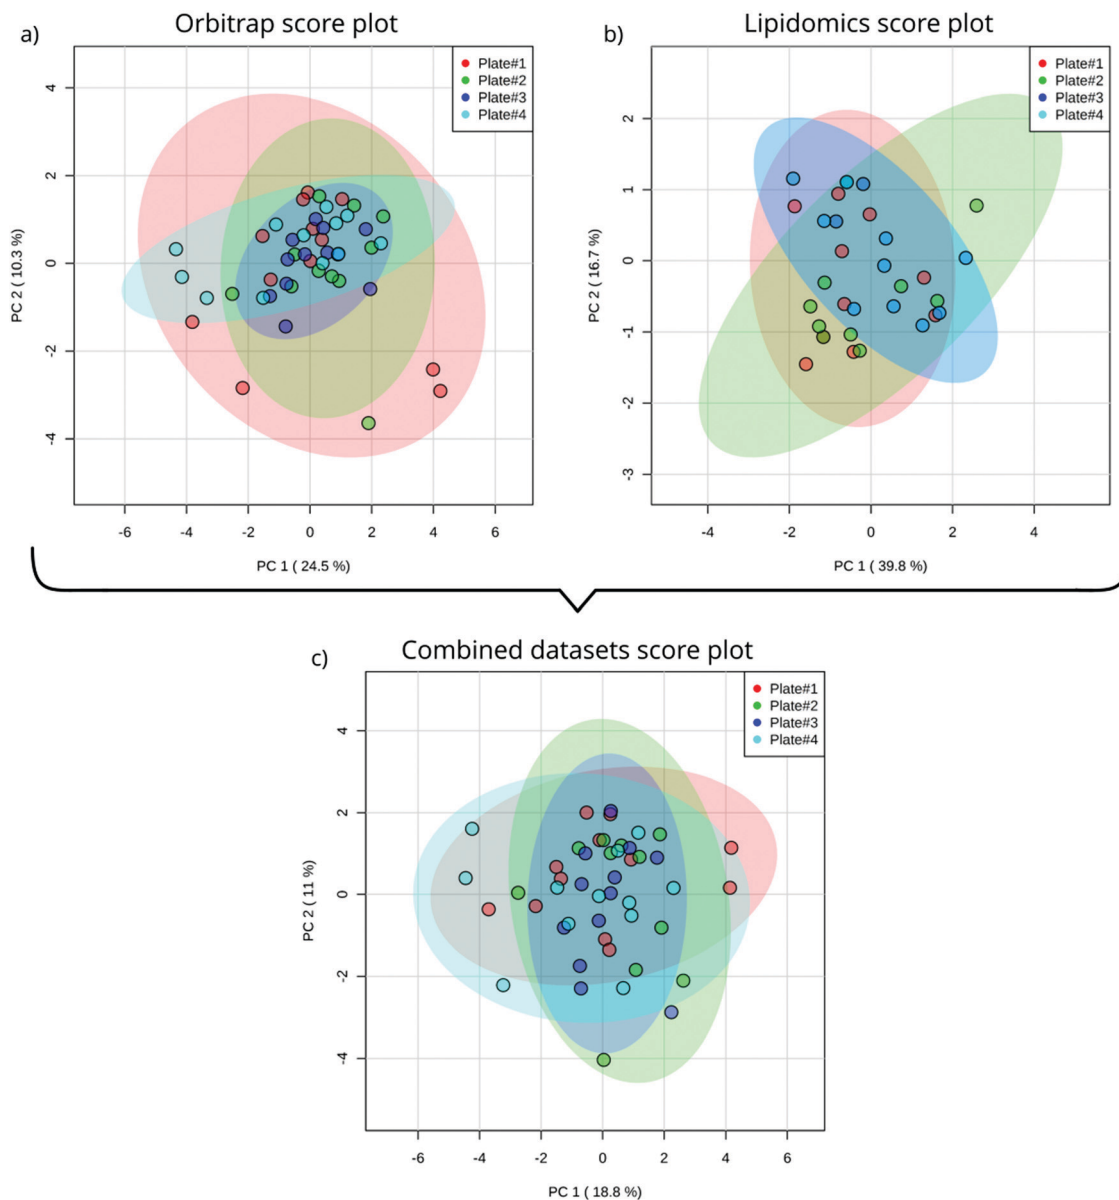 a)
Orbitrap score plot
Plate#1
Plate#2
Plate#3
Plate#4
4
2
0
-2
-4
PC 2 ( 10.3 %)
-6
-4
-2
0
2
4
6
PC 1 ( 24.5 %)
b)
Lipidomics score plot
Plate#1
Plate#2
Plate#3
Plate#4
2
1
0
-1
-2
-3
PC 2 ( 16.7 %)
-4
-2
0
2
4
PC 1 ( 39.8 %)
c)
Combined datasets score plot
Plate#1
Plate#2
Plate#3
Plate#4
4
2
0
-2
-4
PC 2 ( 11 %)
-6
-4
-2
0
2
4
6
PC 1 ( 18.8 %)